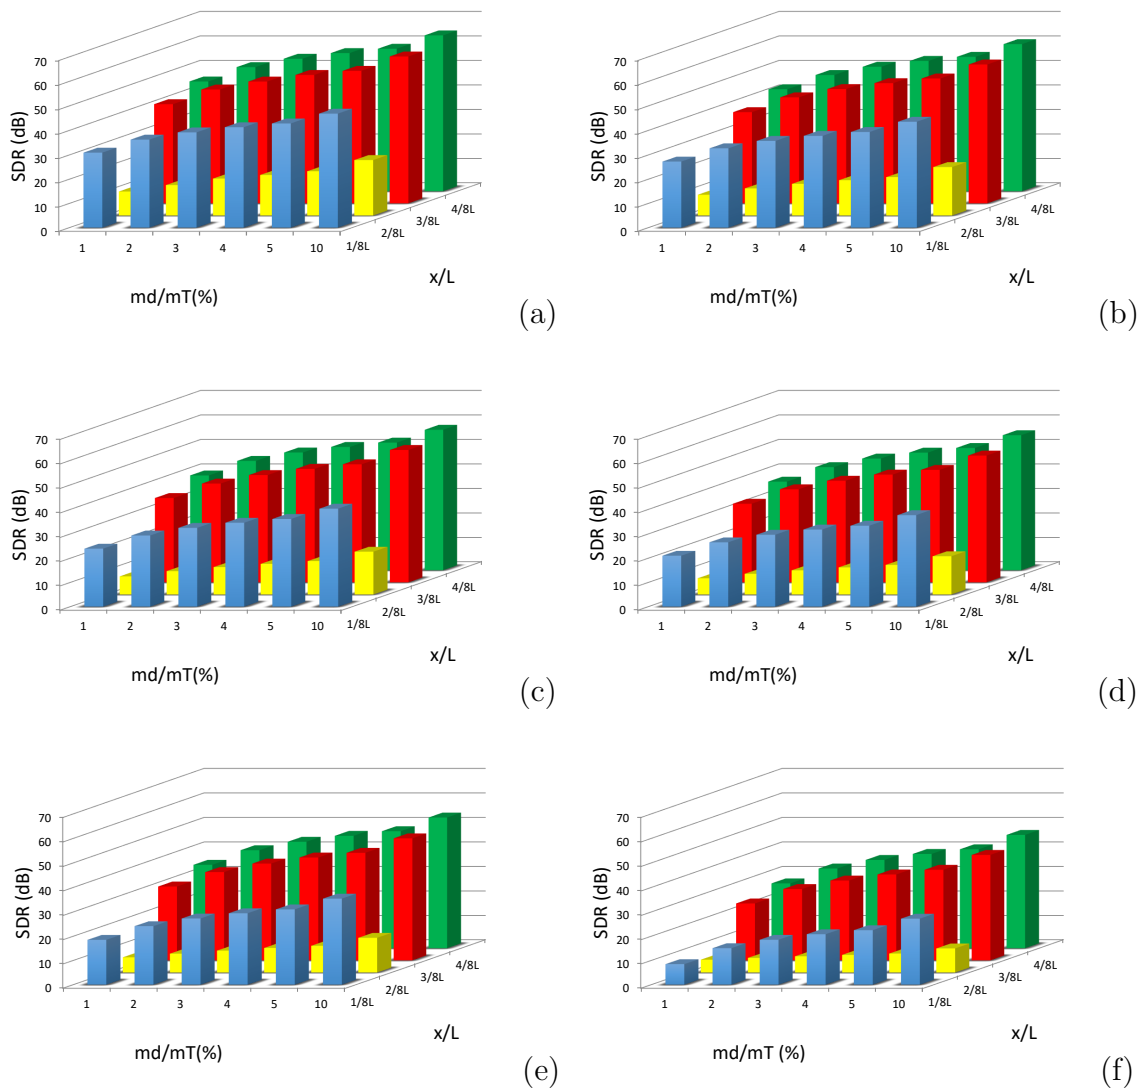 SDR (dB)
70
60
50
40
30
20
10
0
1 2 3 4 5 10
1/8L
2/8L
3/8L
4/8L
md/mT(%)
x/L
(a)
SDR (dB)
70
60
50
40
30
20
10
0
1 2 3 4 5 10
1/8L
2/8L
3/8L
4/8L
md/mT(%)
x/L
(b)
SDR (dB)
70
60
50
40
30
20
10
0
1 2 3 4 5 10
1/8L
2/8L
3/8L
4/8L
md/mT(%)
x/L
(c)
SDR (dB)
70
60
50
40
30
20
10
0
1 2 3 4 5 10
1/8L
2/8L
3/8L
4/8L
md/mT(%)
x/L
(d)
SDR (dB)
70
60
50
40
30
20
10
0
1 2 3 4 5 10
1/8L
2/8L
3/8L
4/8L
md/mT(%)
x/L
(e)
SDR (dB)
70
60
50
40
30
20
10
0
1 2 3 4 5 10
1/8L
2/8L
3/8L
4/8L
md/mT (%)
x/L
(f)